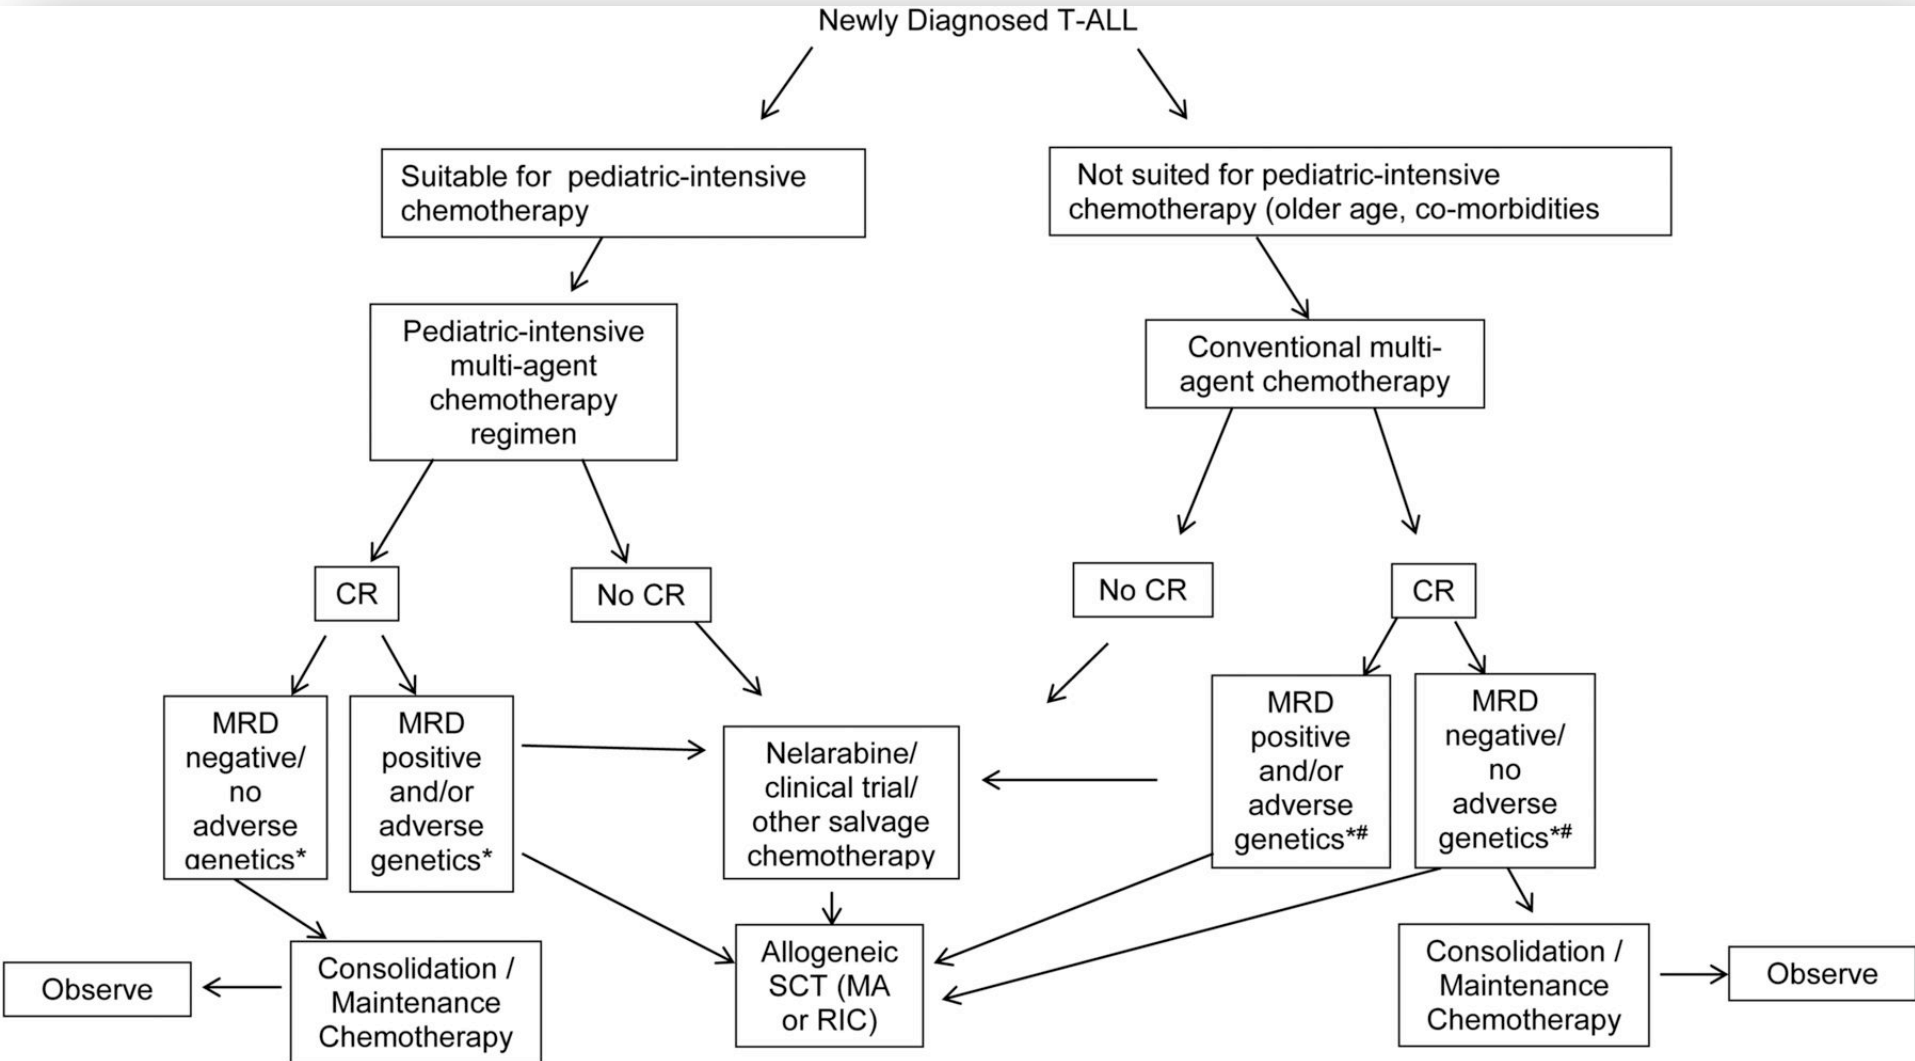 Newly Diagnosed T-ALL
Suitable for pediatric-intensive
chemotherapy
Not suited for pediatric-intensive
chemotherapy (older age, co-morbidities
Pediatric-intensive
multi-agent
chemotherapy
regimen
Conventional multi-
agent chemotherapy
CR
No CR
No CR
CR
MRD
negative/
no
adverse
genetics*
MRD
positive
and/or
adverse
genetics*
Nelarabine/
clinical trial/
other salvage
chemotherapy
MRD
positive
and/or
adverse
genetics*#
MRD
negative/
no
adverse
genetics*#
Observe
Consolidation /
Maintenance
Chemotherapy
Allogeneic
SCT (MA
or RIC)
Consolidation /
Maintenance
Chemotherapy
Observe